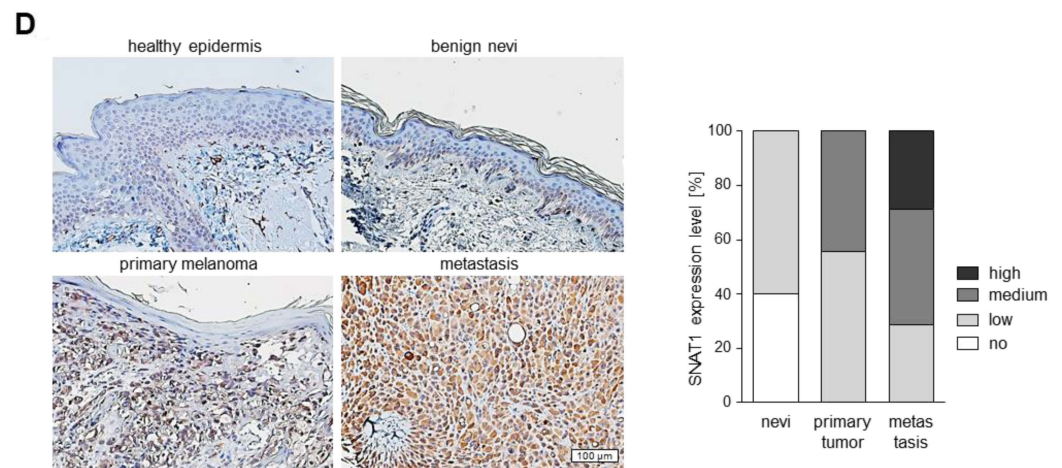 D
healthy epidermis
benign nevi
primary melanoma
metastasis
100 µm
SNAT1 expression level [%]
100
80
60
40
20
0
nevi
primary
tumor
metas
tasis
high
medium
low
no